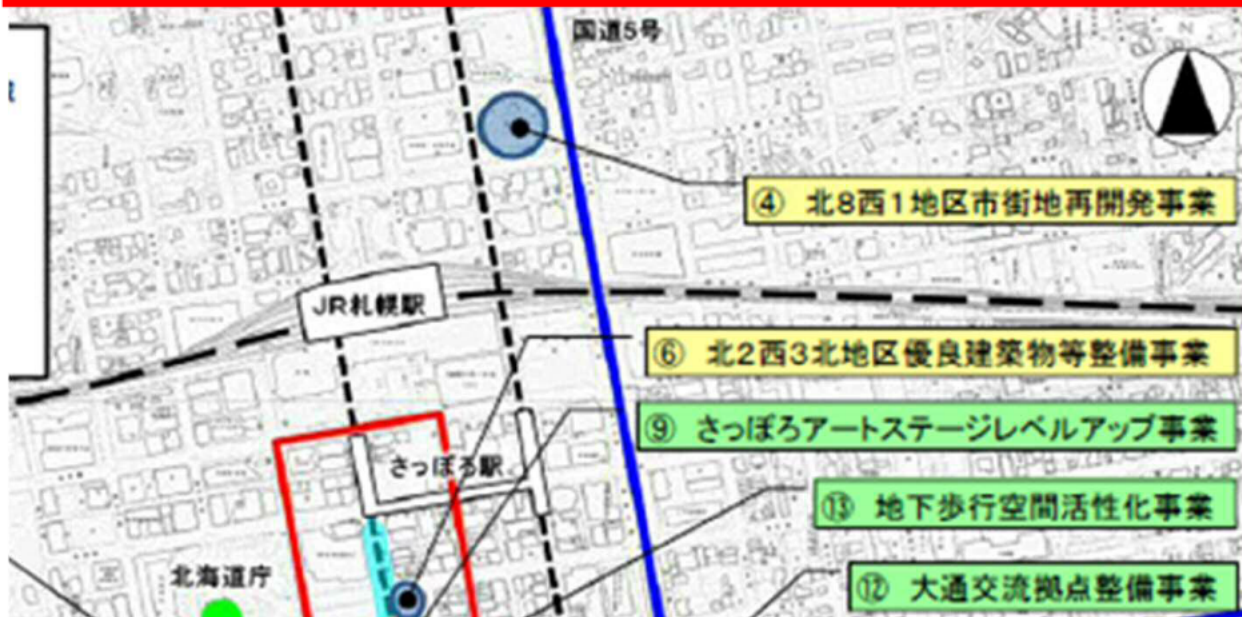 国道5号
N
④ 北8西1地区市街地再開発事業
JR札幌駅
⑥ 北2西3北地区優良建築物等整備事業
⑨ さっぽろアートステージレベルアップ事業
さっぽろ駅
⑬ 地下歩行空間活性化事業
北海道庁
⑫ 大通交流拠点整備事業